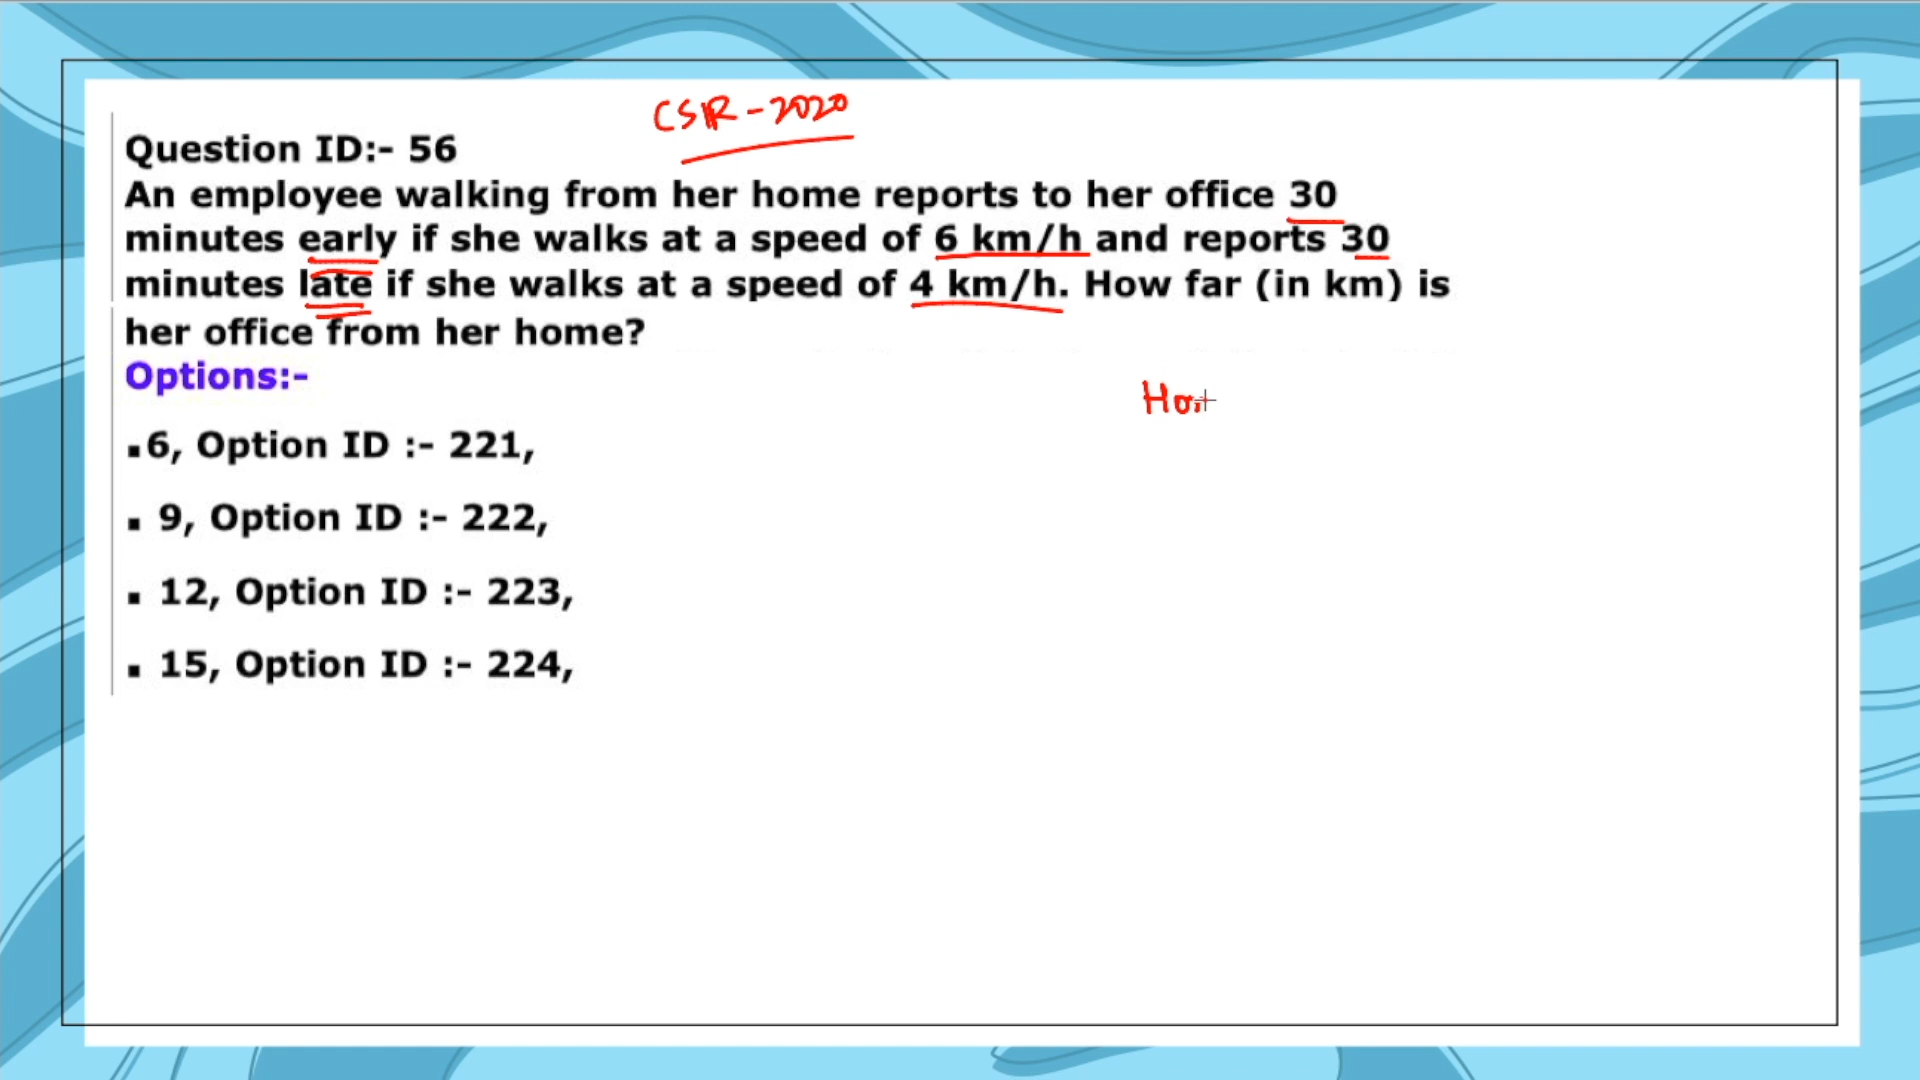 CSIR-2020
Question ID:- 56
An employee walking from her home reports to her office 30
minutes early if she walks at a speed of 6 km/h and reports 30
minutes late if she walks at a speed of 4 km/h. How far (in km) is
her office from her home?
Options:-
Ho
.6, Option ID :- 221,
. 9, Option ID :- 222,
. 12, Option ID :- 223,
. 15, Option ID :- 224,